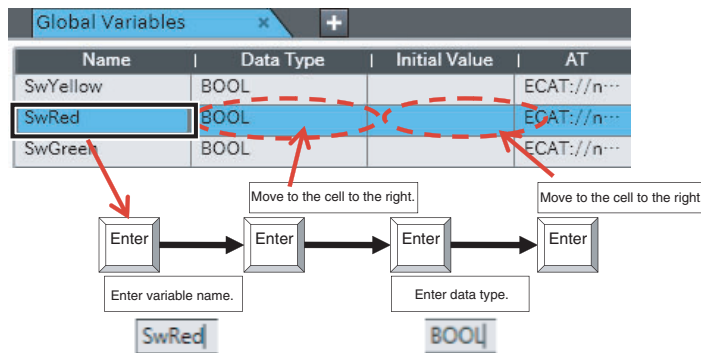 Global Variables × +
Name | Data Type | Initial Value | AT
SwYellow BOOL ECAT://n···
SwRed BOOL ECAT://n···
SwGreen BOOL ECAT://n···
Move to the cell to the right.
Move to the cell to the right
Enter Enter Enter Enter
Enter variable name.
Enter data type.
SwRed BOOL